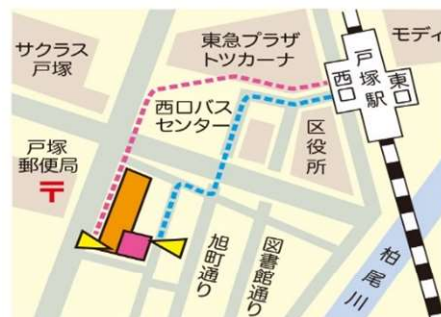 サクラス
戸塚
東急プラザ
トツカーナ
モディ
戸塚駅
西口
東口
西口バス
センター
区役所
戸塚
郵便局
〒
旭町通り
図書館通り
柏尾川